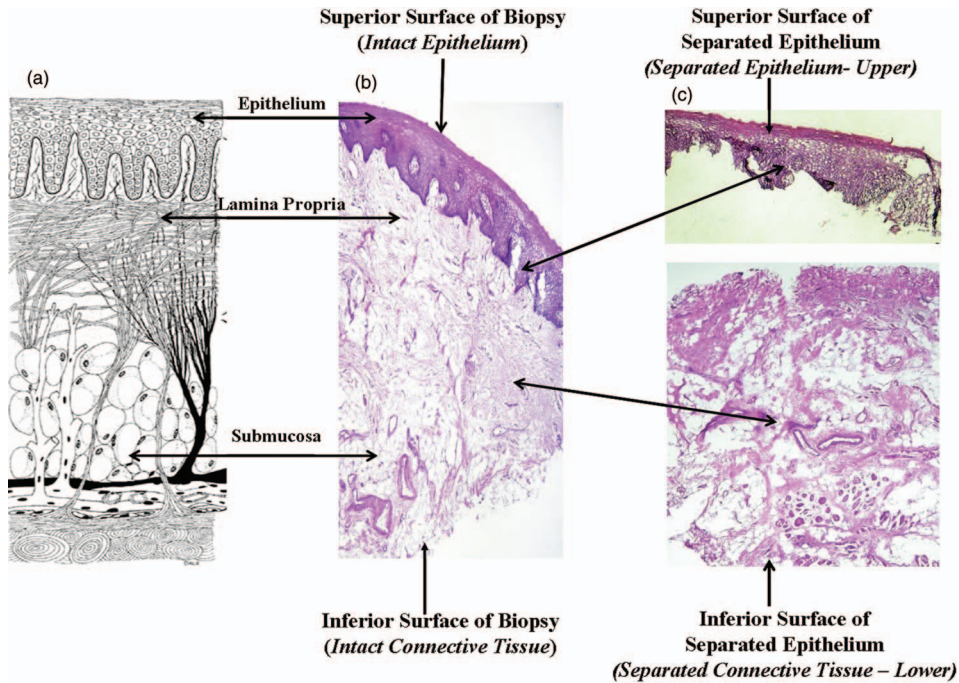 Superior Surface of Biopsy
(Intact Epithelium)
Superior Surface of
Separated Epithelium
(Separated Epithelium- Upper)
(a)
(b)
(c)
Epithelium
Lamina Propria
Submucosa
Inferior Surface of Biopsy
(Intact Connective Tissue)
Inferior Surface of
Separated Epithelium
(Separated Connective Tissue – Lower)